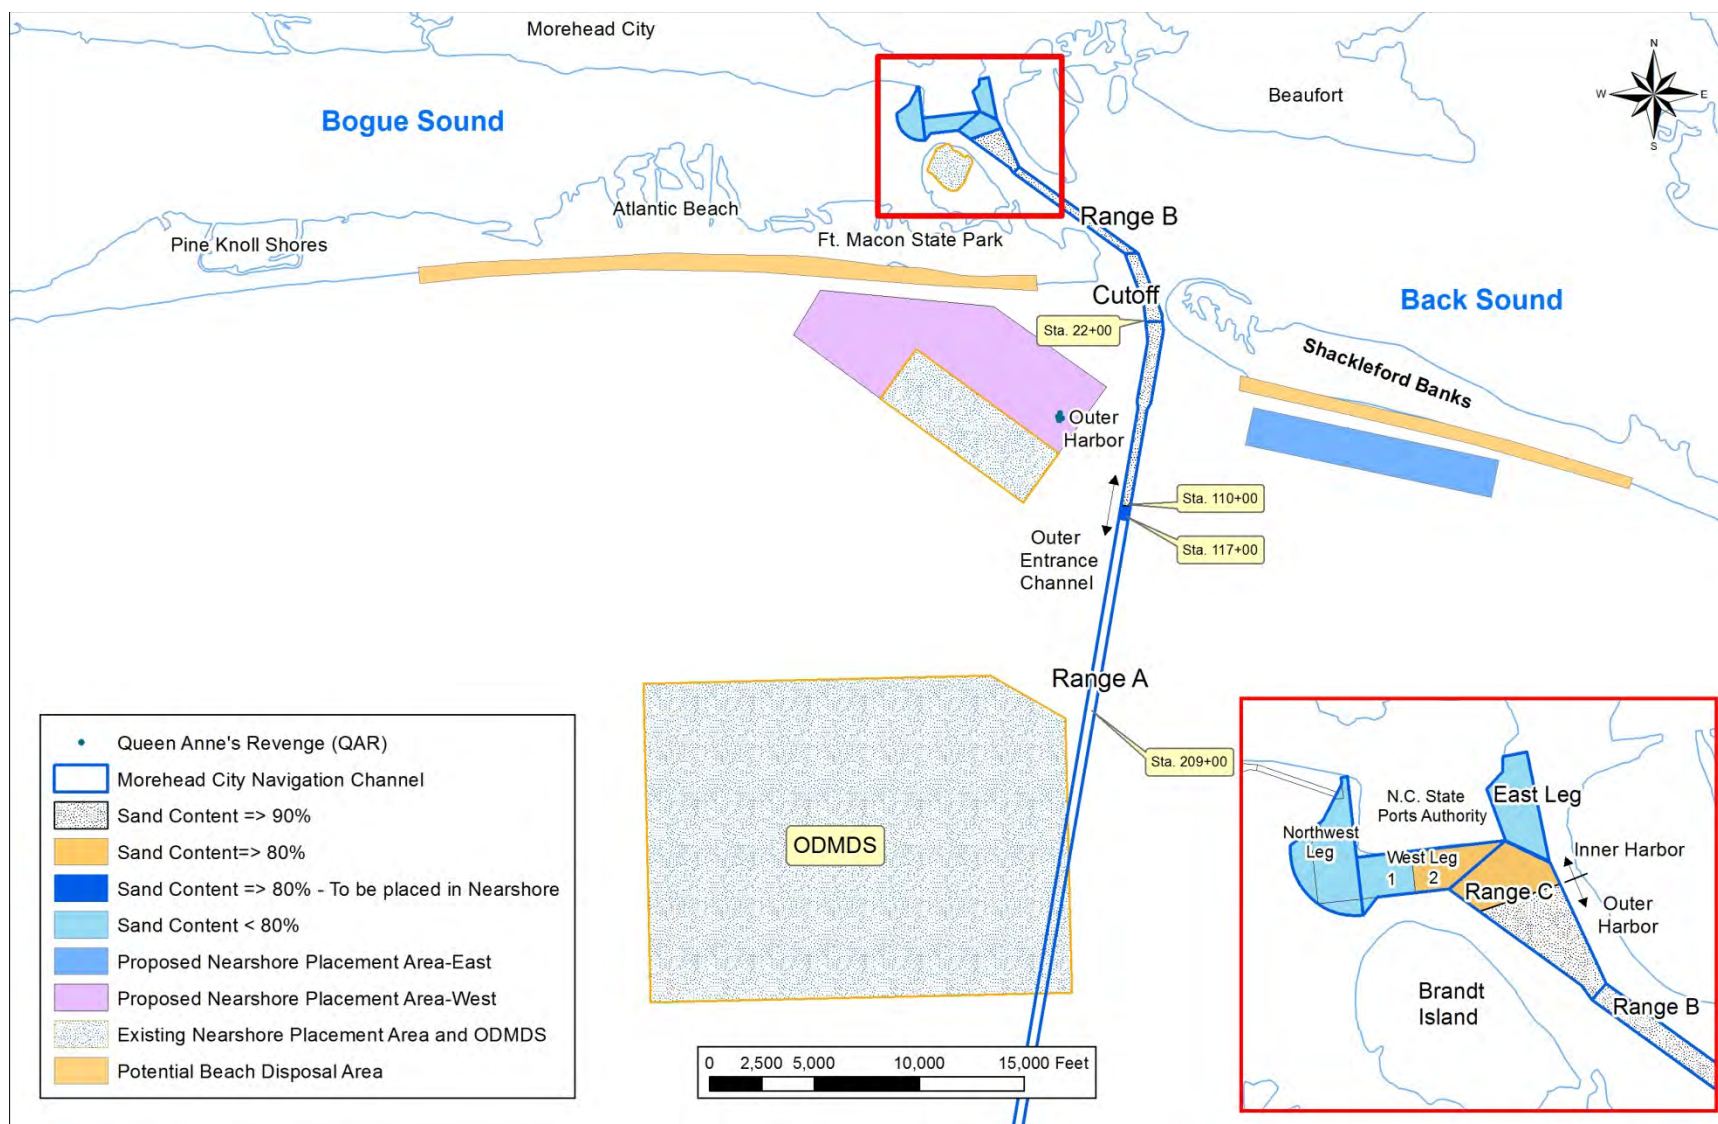 Morehead City
N
W
E
S
Beaufort
Bogue Sound
Atlantic Beach
Range B
Pine Knoll Shores
Ft. Macon State Park
Cutoff
Back Sound
Sta. 22+00
Shackleford Banks
Outer
Harbor
Sta. 110+00
Outer
Entrance
Channel
Sta. 117+00
Range A
Sta. 209+00
ODMDS
Queen Anne's Revenge (QAR)
Morehead City Navigation Channel
Sand Content => 90%
Sand Content=> 80%
Sand Content => 80% - To be placed in Nearshore
Sand Content < 80%
Proposed Nearshore Placement Area-East
Proposed Nearshore Placement Area-West
Existing Nearshore Placement Area and ODMDS
Potential Beach Disposal Area
0 2,500 5,000 10,000 15,000 Feet
N.C. State
Ports Authority
East Leg
Northwest
Leg
West Leg
1 2
Inner Harbor
Range C
Outer
Harbor
Brandt
Island
Range B